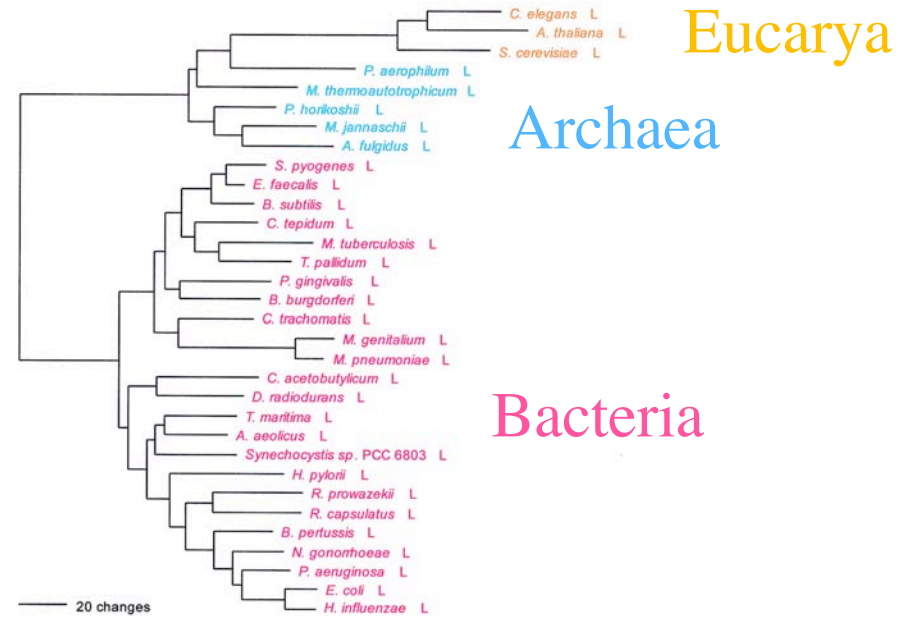 C. elegans L
A. thaliana L
S. cerevisiae L
Eucarya
P. aerophilum L
M. thermoautotrophicum L
P. horikoshii L
M. jannaschii L
A. fulgidus L
Archaea
S. pyogenes L
E. faecalis L
B. subtilis L
C. tepidum L
M. tuberculosis L
T. pallidum L
P. gingivalis L
B. burgdorferi L
C. trachomatis L
M. genitalium L
M. pneumoniae L
C. acetobutylicum L
D. radiodurans L
T. maritima L
A. aeolicus L
Synechocystis sp. PCC 6803 L
Bacteria
H. pylorii L
R. prowazekii L
R. capsulatus L
B. pertussis L
N. gonorrhoeae L
P. aeruginosa L
E. coli L
H. influenzae L
20 changes